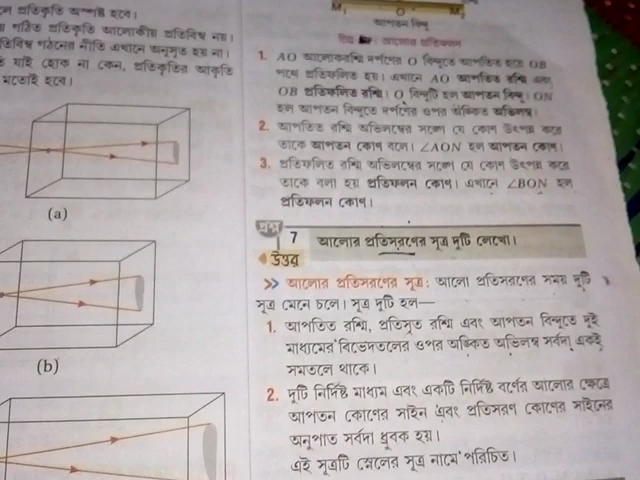 প্রতিকৃতি অস্পষ্ট হবে।
গঠিত প্রতিকৃতি আলোকীয় প্রতিবিম্ব নয়।
প্রতিবিম্ব গঠনের নীতি এখানে অনুসৃত হয় না।
যাই হোক না কেন, প্রতিকৃতির আকৃতি
মতোই হবে।
(a)
(b)
M₁ O M₂
আপতন বিন্দু
চিত্র : আলোর প্রতিফলন
1. AO আলোকরশ্মি দর্পণের O বিন্দুতে আপতিত হয়ে OB
পথে প্রতিফলিত হয়। এখানে AO আপতিত রশ্মি এবং
OB প্রতিফলিত রশ্মি। O বিন্দুটি হল আপতন বিন্দু। ON
হল আপতন বিন্দুতে দর্পণের ওপর অঙ্কিত অভিলম্ব।
2. আপতিত রশ্মি অভিলম্বের সঙ্গে যে কোণ উৎপন্ন করে
তাকে আপতন কোণ বলে। ∠AON হল আপতন কোণ।
3. প্রতিফলিত রশ্মি অভিলম্বের সঙ্গে যে কোণ উৎপন্ন করে
তাকে বলা হয় প্রতিফলন কোণ। এখানে ∠BON হল
প্রতিফলন কোণ।
প্রশ্ন 7 আলোর প্রতিসরণের সূত্র দুটি লেখো।
উত্তর
» আলোর প্রতিসরণের সূত্র: আলো প্রতিসরণের সময় দুটি
সূত্র মেনে চলে। সূত্র দুটি হল—
1. আপতিত রশ্মি, প্রতিসৃত রশ্মি এবং আপতন বিন্দুতে দুই
মাধ্যমের বিভেদতলের ওপর অঙ্কিত অভিলম্ব সর্বদা একই
সমতলে থাকে।
2. দুটি নির্দিষ্ট মাধ্যম এবং একটি নির্দিষ্ট বর্ণের আলোর ক্ষেত্রে
আপতন কোণের সাইন এবং প্রতিসরণ কোণের সাইনের
অনুপাত সর্বদা ধ্রুবক হয়।
এই সূত্রটি স্নেলের সূত্র নামে পরিচিত।